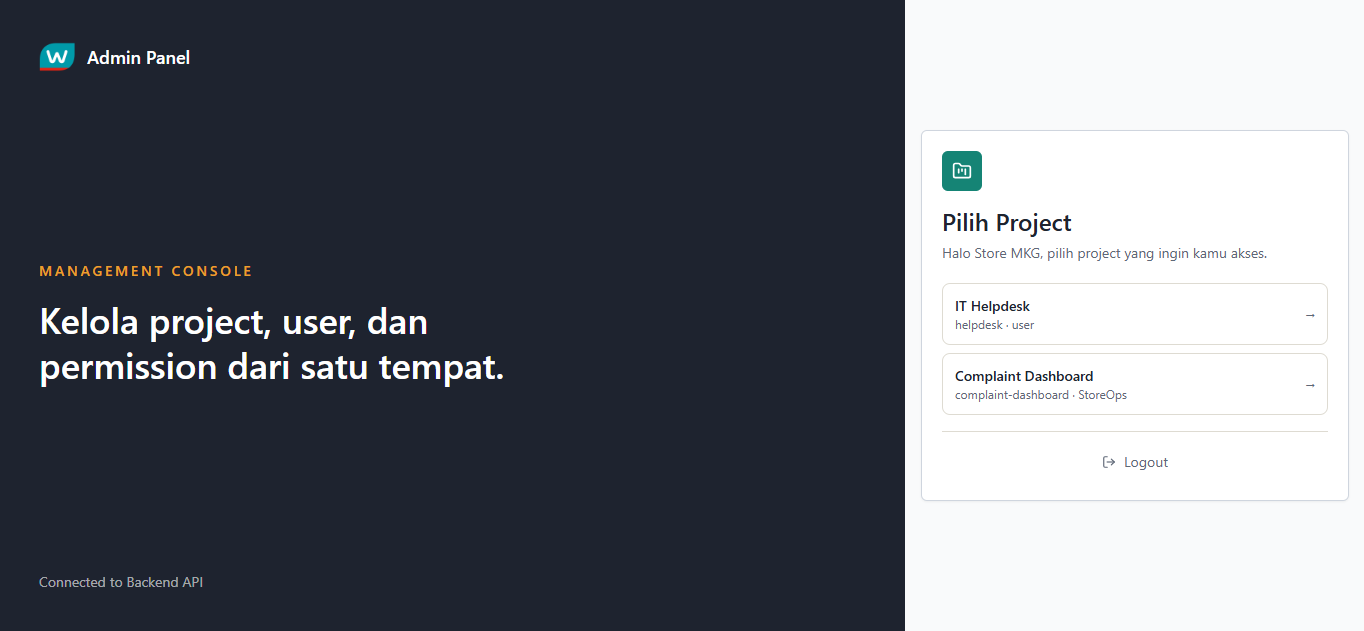 W
Admin Panel
MANAGEMENT CONSOLE
Kelola project, user, dan
permission dari satu tempat.
Connected to Backend API
Pilih Project
Halo Store MKG, pilih project yang ingin kamu akses.
IT Helpdesk
helpdesk · user
→
Complaint Dashboard
complaint-dashboard · StoreOps
→
Logout